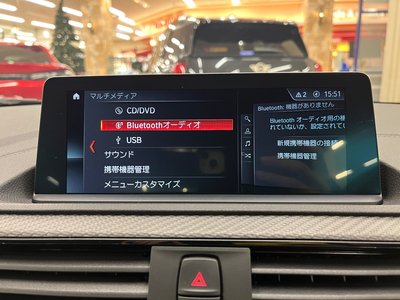 マルチメディア
2 15:51
CD/DVD
Bluetoothオーディオ
USB
サウンド
携帯機器管理
メニューカスタマイズ
Bluetooth: 機器がありません
Bluetooth オーディオ用の機
れていないか、設定されて
新規携帯機器の接
携帯機器管理